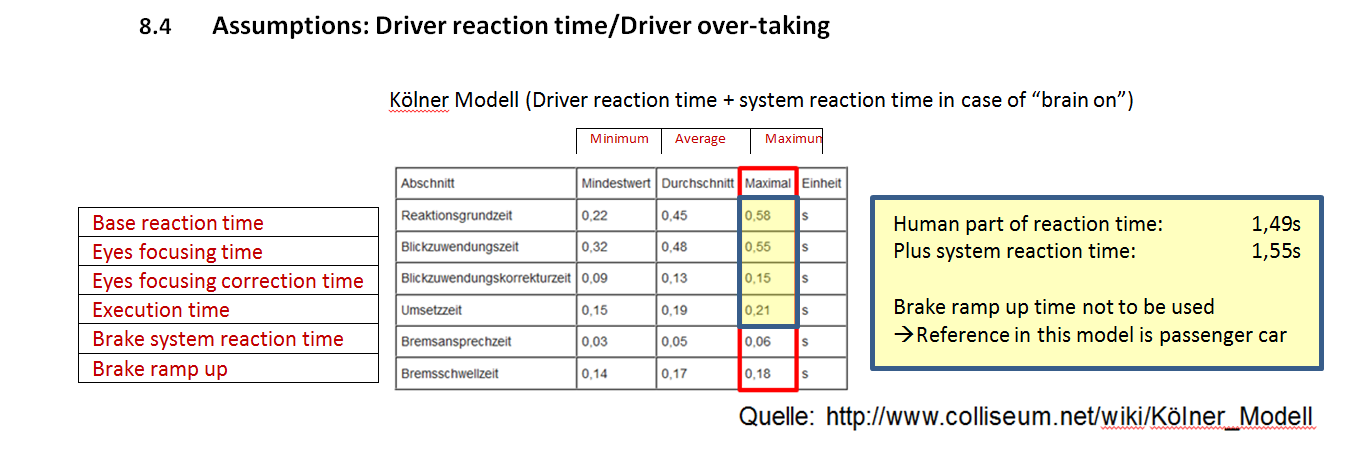 8.4 Assumptions: Driver reaction time/Driver over-taking
Kölner Modell (Driver reaction time + system reaction time in case of “brain on”)
Minimum Average Maximun
Abschnitt Mindestwert Durchschnitt Maximal Einheit
Reaktionsgrundzeit 0,22 0,45 0,58 s
Blickzuwendungszeit 0,32 0,48 0,55 s
Blickzuwendungskorrekturzeit 0,09 0,13 0,15 s
Umsetzzeit 0,15 0,19 0,21 s
Bremsansprechzeit 0,03 0,05 0,06 s
Bremsschwellzeit 0,14 0,17 0,18 s
Base reaction time
Eyes focusing time
Eyes focusing correction time
Execution time
Brake system reaction time
Brake ramp up
Human part of reaction time: 1,49s
Plus system reaction time: 1,55s
Brake ramp up time not to be used
→Reference in this model is passenger car
Quelle: http://www.colliseum.net/wiki/Kölner_Modell